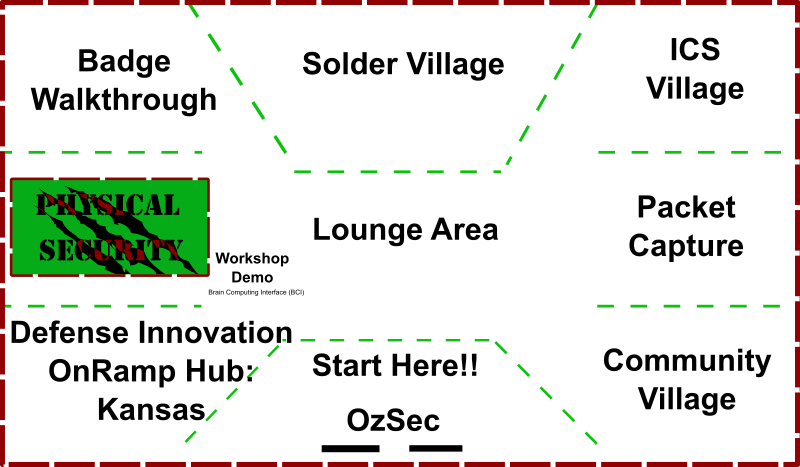 Badge
Walkthrough
Solder Village
ICS
Village
PHYSICAL
SECURITY
Workshop
Demo
Brain Computing Interface (BCI)
Lounge Area
Packet
Capture
Defense Innovation
OnRamp Hub:
Kansas
Start Here!!
OzSec
Community
Village